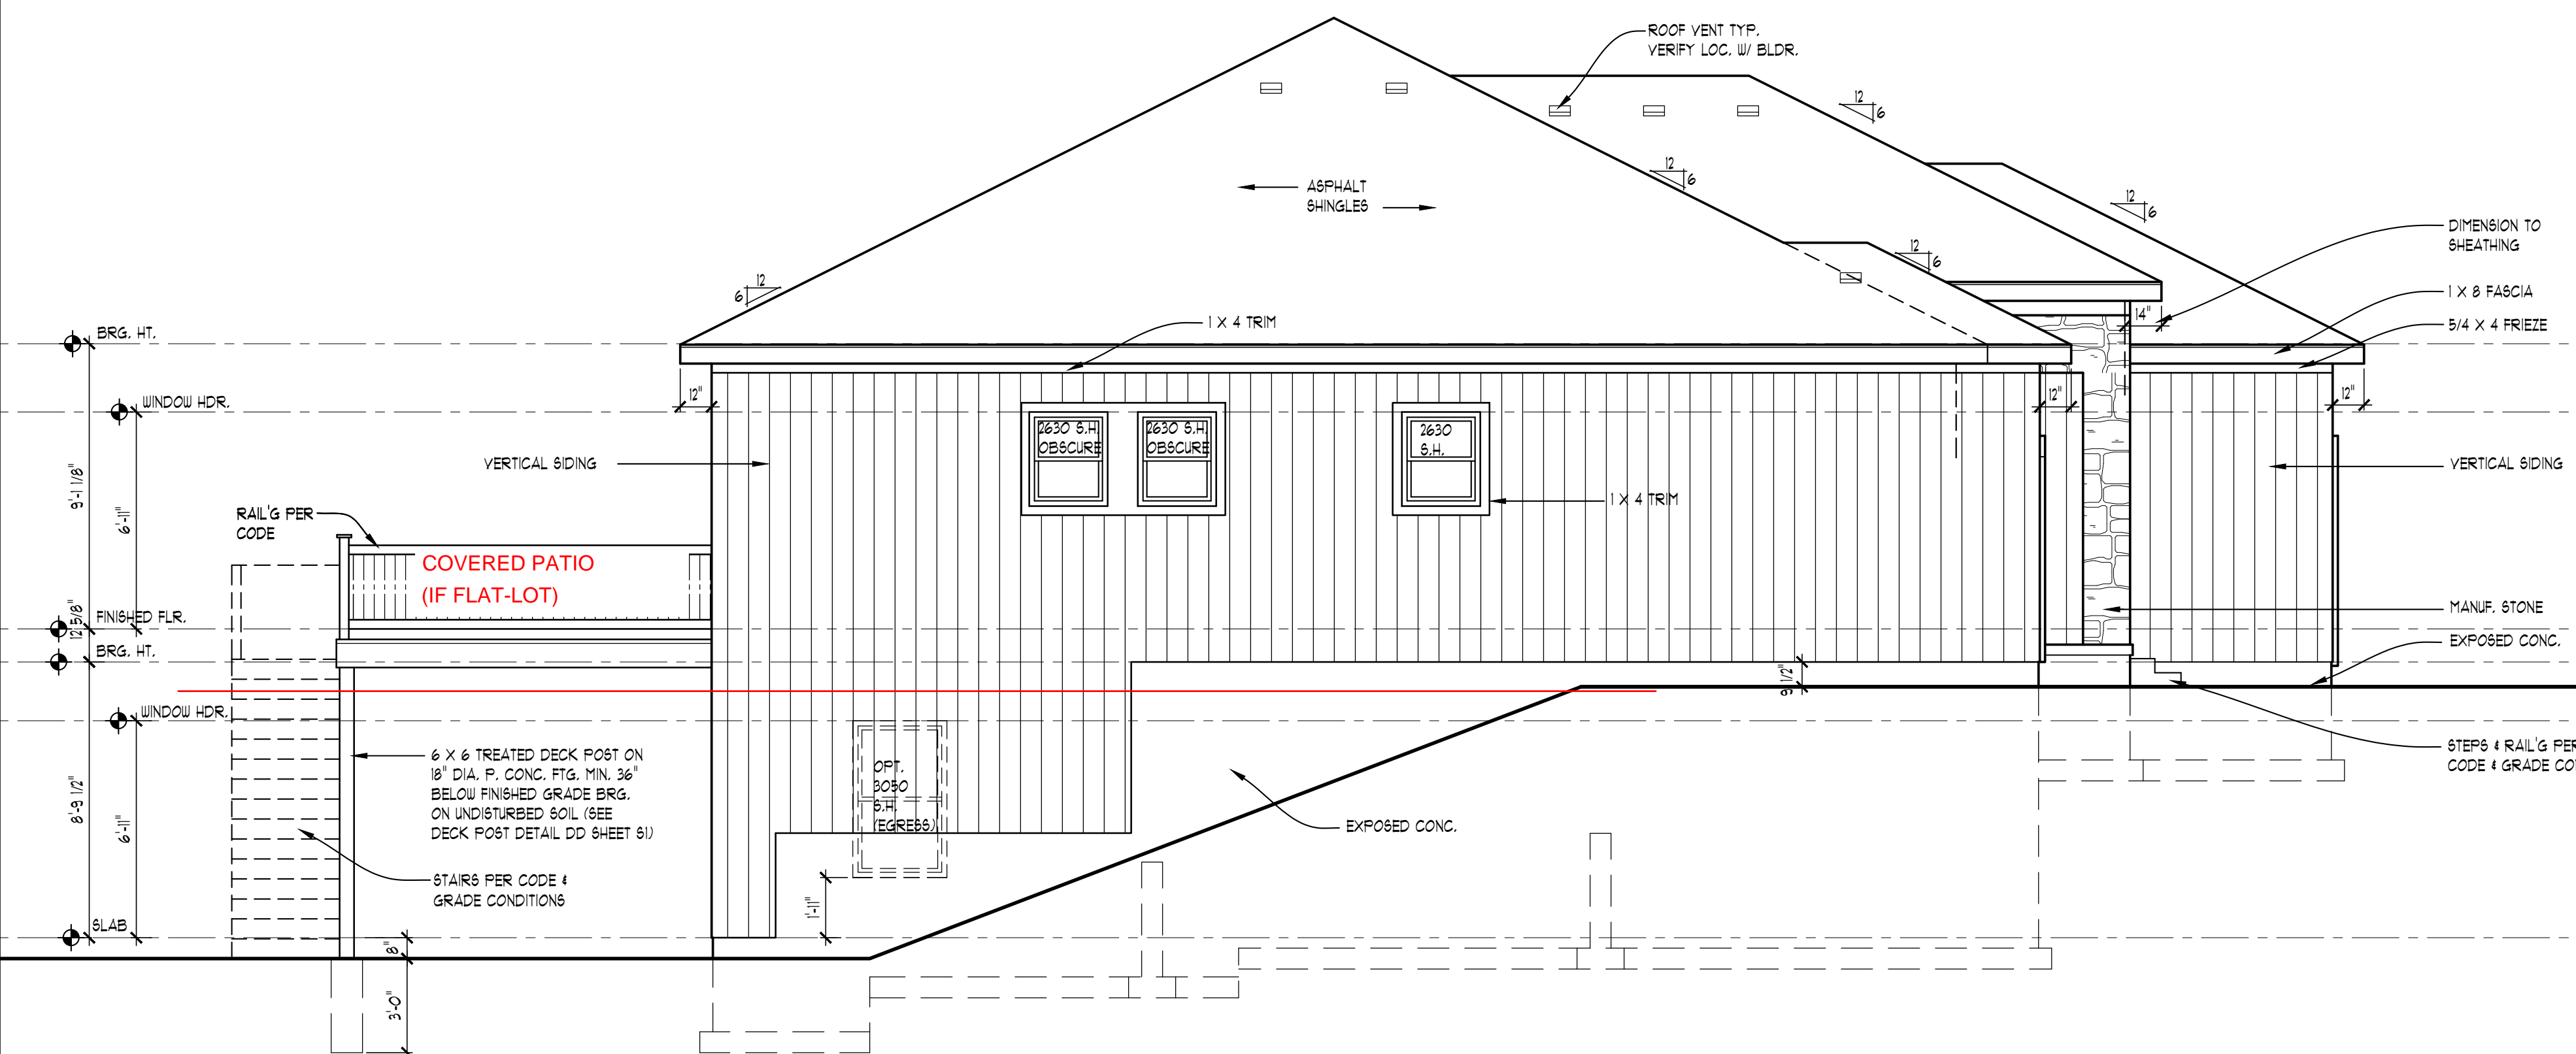 ROOF VENT TYP.
VERIFY LOC. W/ BLDR.
12
6
12
6
12
6
12
6
12
6
ASPHALT
SHINGLES
DIMENSION TO
SHEATHING
1 X 8 FASCIA
5/4 X 4 FRIEZE
14"
1 X 4 TRIM
BRG. HT.
WINDOW HDR.
12"
12"
12"
2630 S.H.
OBSCURE
2630 S.H.
OBSCURE
2630
S.H.
VERTICAL SIDING
VERTICAL SIDING
1 X 4 TRIM
9'-1 1/8"
6'-11"
RAIL'G PER
CODE
COVERED PATIO
(IF FLAT-LOT)
FINISHED FLR.
12 5/8"
BRG. HT.
MANUF. STONE
EXPOSED CONC.
9 1/2"
WINDOW HDR.
STEPS & RAIL'G PER
CODE & GRADE CO
6 X 6 TREATED DECK POST ON
18" DIA. P. CONC. FTG. MIN. 36"
BELOW FINISHED GRADE BRG.
ON UNDISTURBED SOIL (SEE
DECK POST DETAIL DD SHEET S1)
OPT.
3050
S.H.
(EGRESS)
8'-9 1/2"
6'-11"
EXPOSED CONC.
STAIRS PER CODE &
GRADE CONDITIONS
1'-11"
SLAB
8"
3'-0"